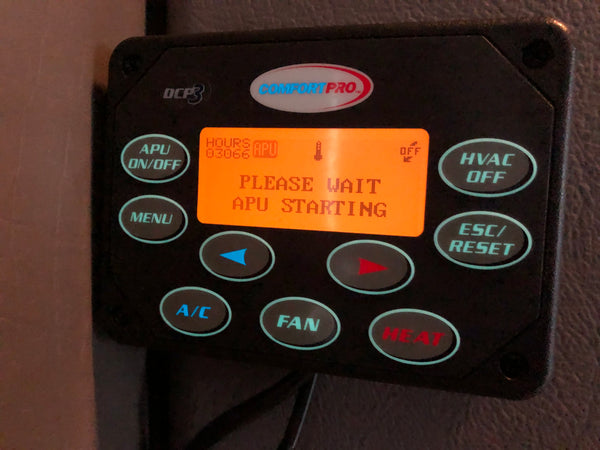 DCP3
COMFORTPRO
APU
ON/OFF
HOURS
03066 APU
OFF
PLEASE WAIT
APU STARTING
HVAC
OFF
MENU
ESC/
RESET
A/C
FAN
HEAT